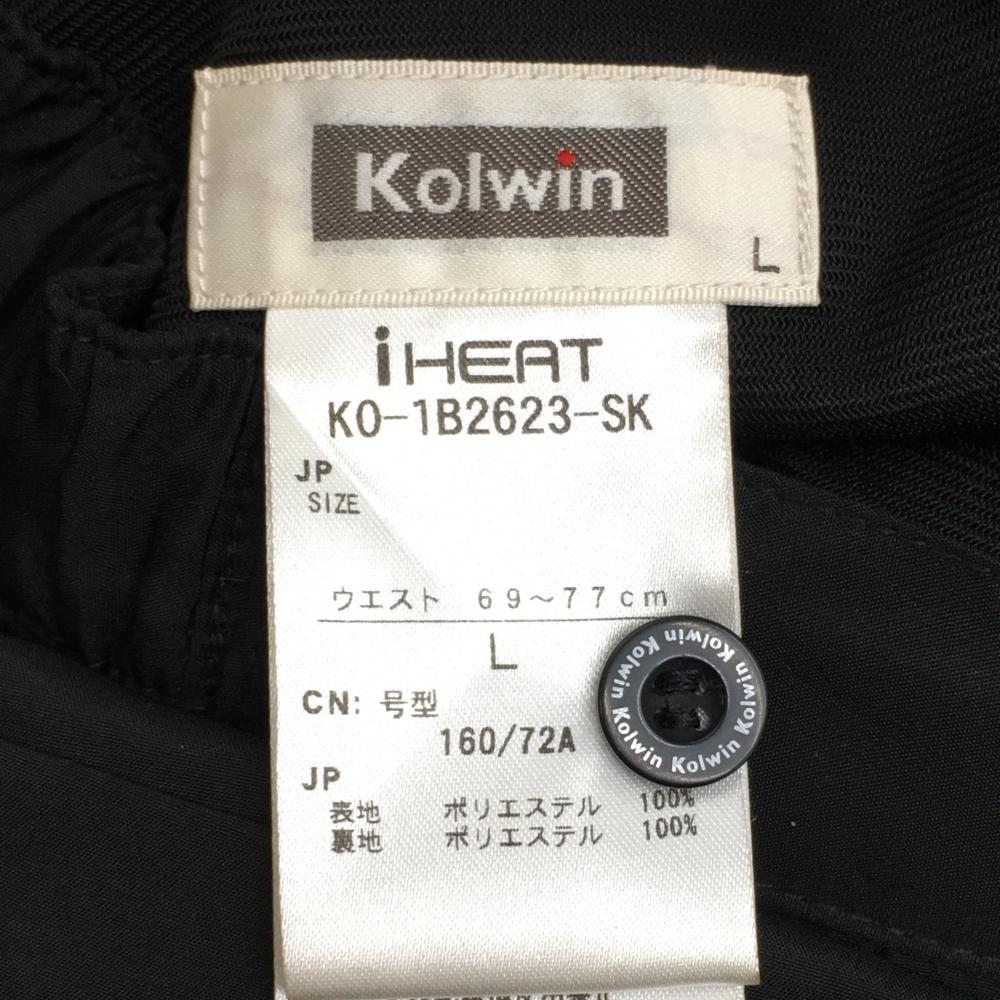 Kolwin
L
iHEAT
KO-1B2623-SK
JP
SIZE
ウエスト 69～77cm
L
CN: 号型
160/72A
JP
表地 ポリエステル 100%
裏地 ポリエステル 100%
Kolwin Kolwin Kolwin Kolwin Kolwin Kolwin